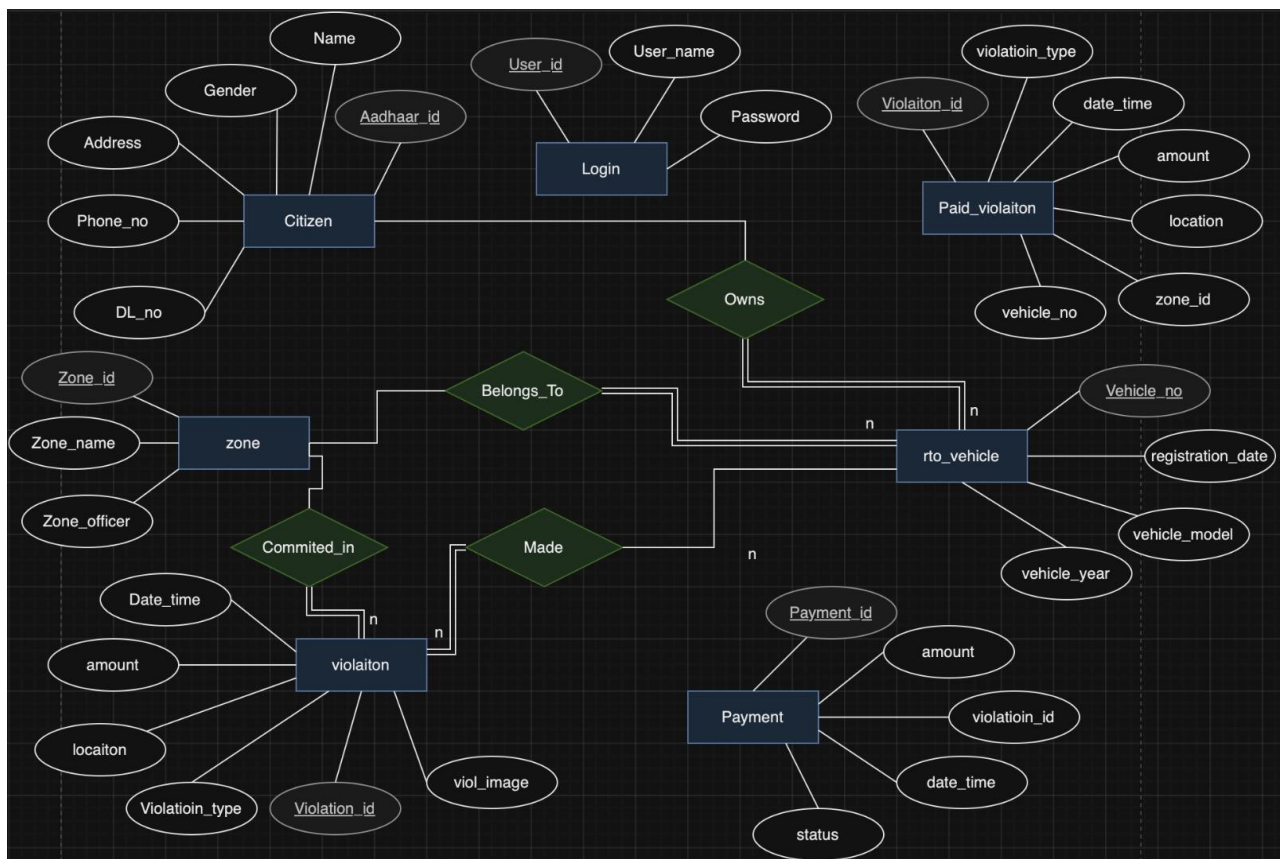 Name
User_id
User_name
violatioin_type
Gender
Violaiton_id
date_time
Aadhaar_id
Password
Address
Login
amount
Citizen
Paid_violaiton
Phone_no
location
DL_no
Owns
vehicle_no
zone_id
Zone_id
Belongs_To
Vehicle_no
n
n
Zone_name
zone
rto_vehicle
registration_date
Zone_officer
Commited_in
Made
n
vehicle_model
vehicle_year
Date_time
n
n
Payment_id
amount
violaiton
amount
Payment
violatioin_id
locaiton
viol_image
date_time
Violatioin_type
Violation_id
status